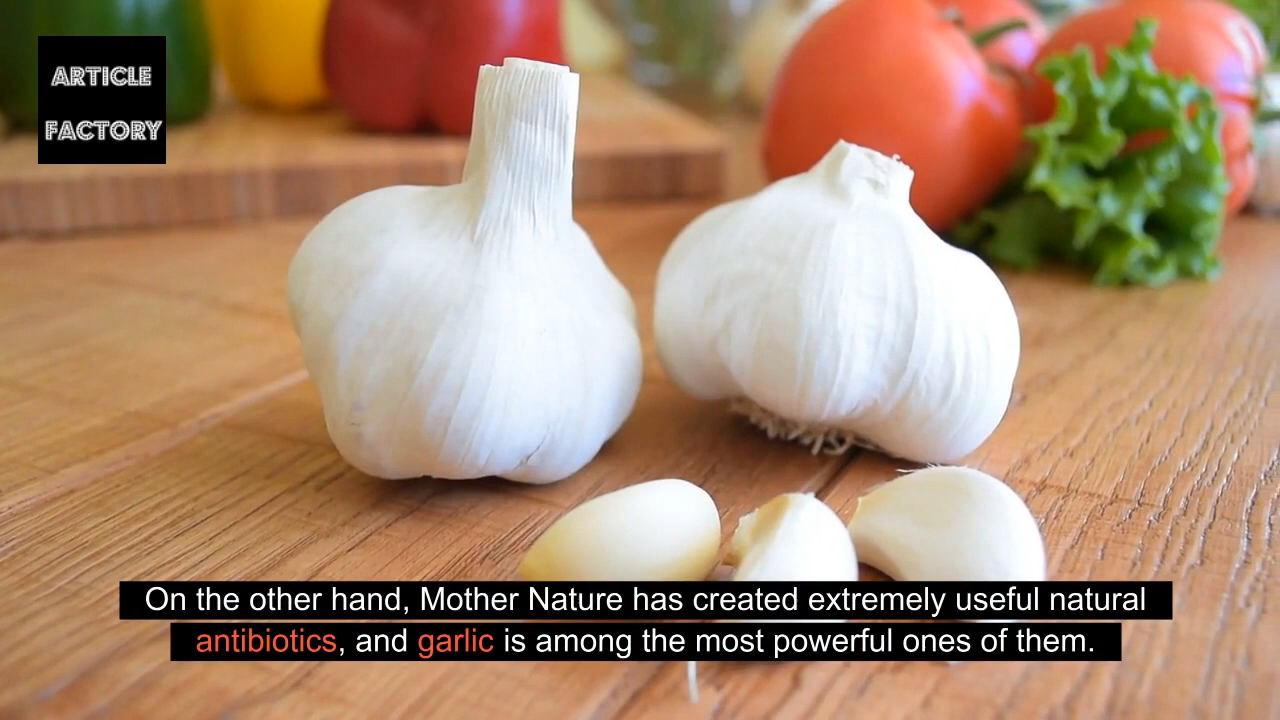 ARTICLE
FACTORY
On the other hand, Mother Nature has created extremely useful natural
antibiotics, and garlic is among the most powerful ones of them.